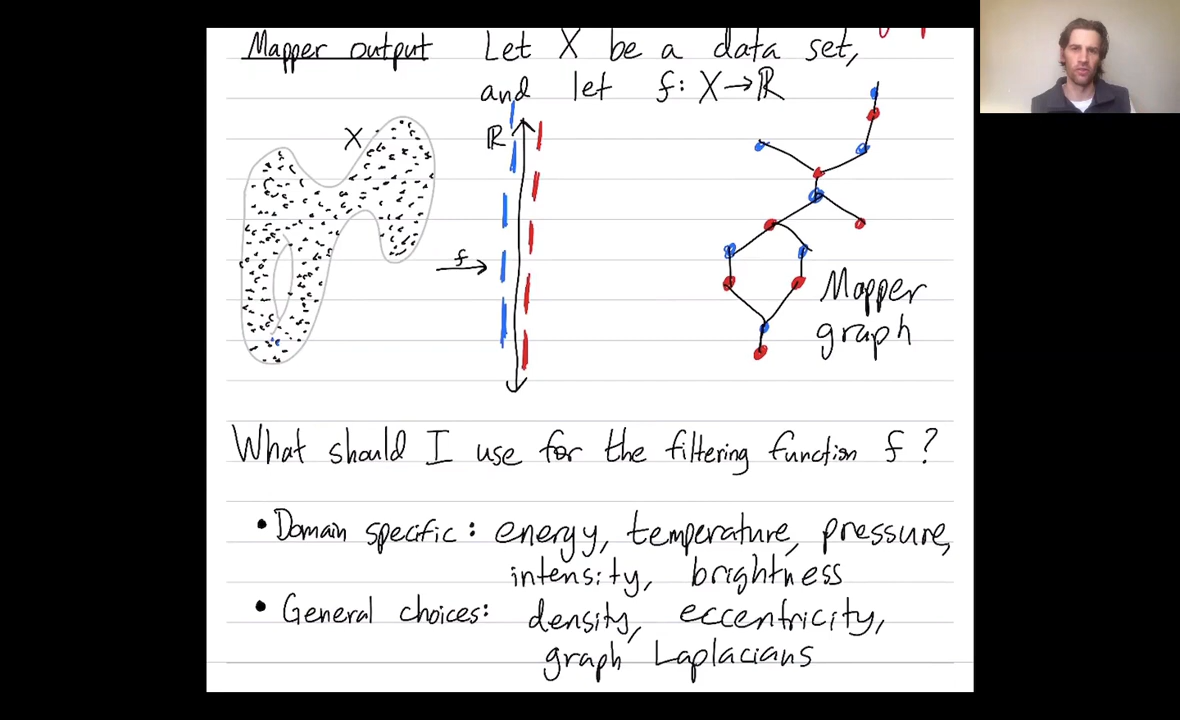 Mapper output Let X be a data set,
and let f: X→ℝ
X
ℝ
f
Mapper
graph
What should I use for the filtering function f?
• Domain specific: energy, temperature, pressure,
intensity, brightness
• General choices: density, eccentricity,
graph Laplacians